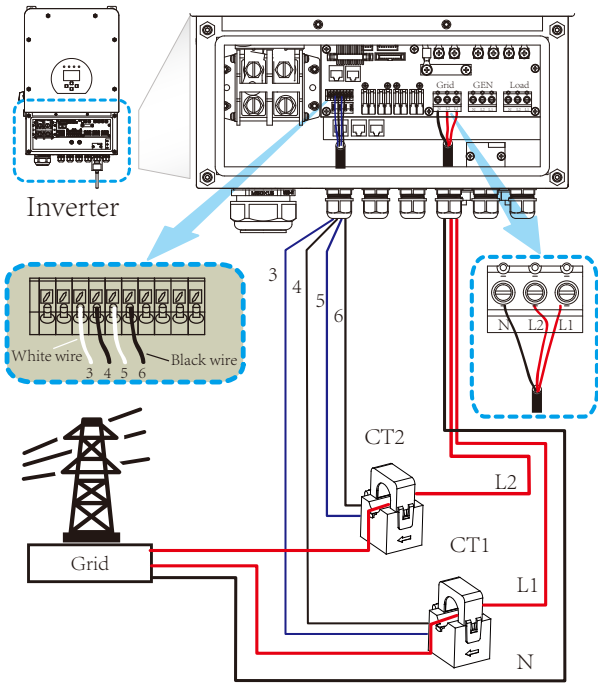 Grid
GEN
Load
Inverter
3
4
5
6
White wire
Black wire
3
4
5
6
N
L2
L1
CT2
L2
CT1
Grid
L1
N